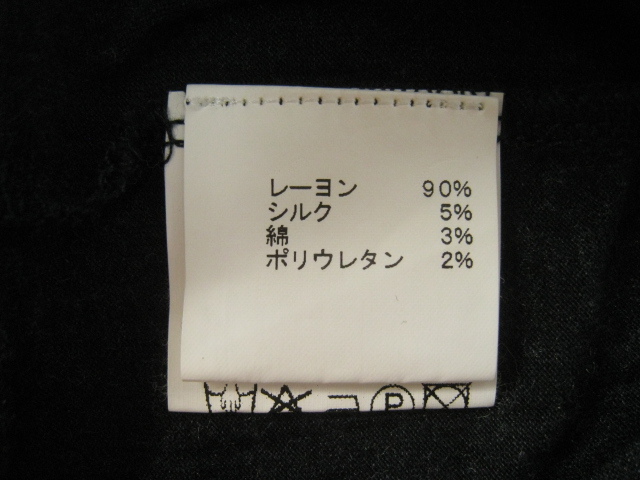 レーヨン 90%
シルク 5%
綿 3%
ポリウレタン 2%
P